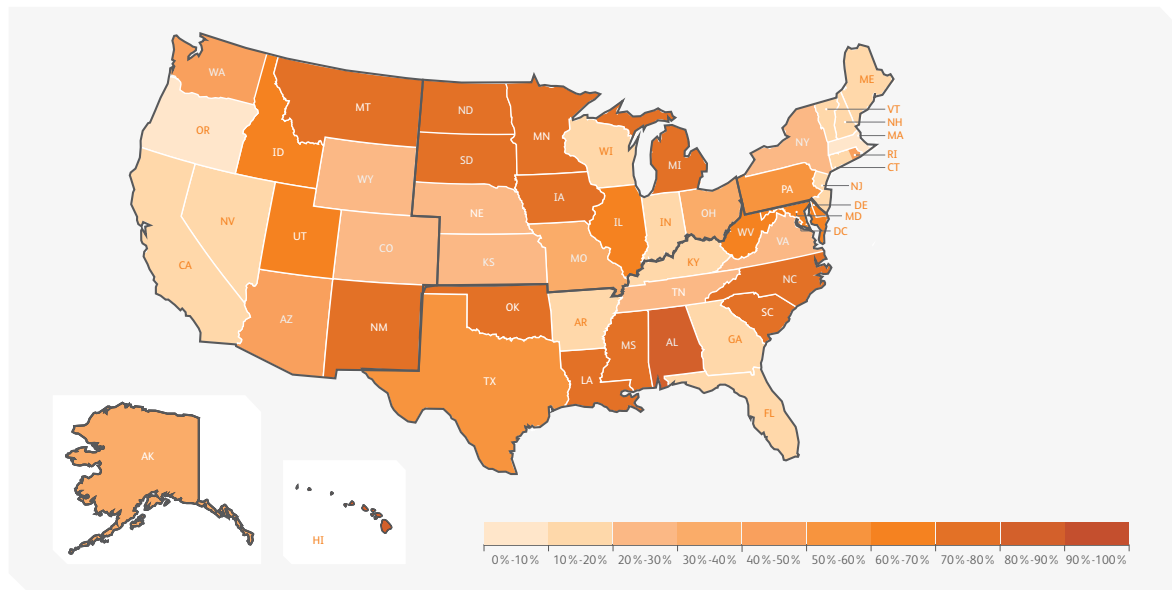 WA
MT
ND
MN
ME
VT
NH
MA
OR
ID
SD
WI
MI
NY
RI
CT
WY
IA
PA
NJ
NE
IL
IN
OH
DE
MD
NV
UT
CO
KS
MO
KY
WV
VA
DC
CA
AZ
NM
OK
AR
TN
NC
SC
MS
AL
GA
TX
LA
FL
AK
HI
0%-10%
10%-20%
20%-30%
30%-40%
40%-50%
50%-60%
60%-70%
70%-80%
80%-90%
90%-100%